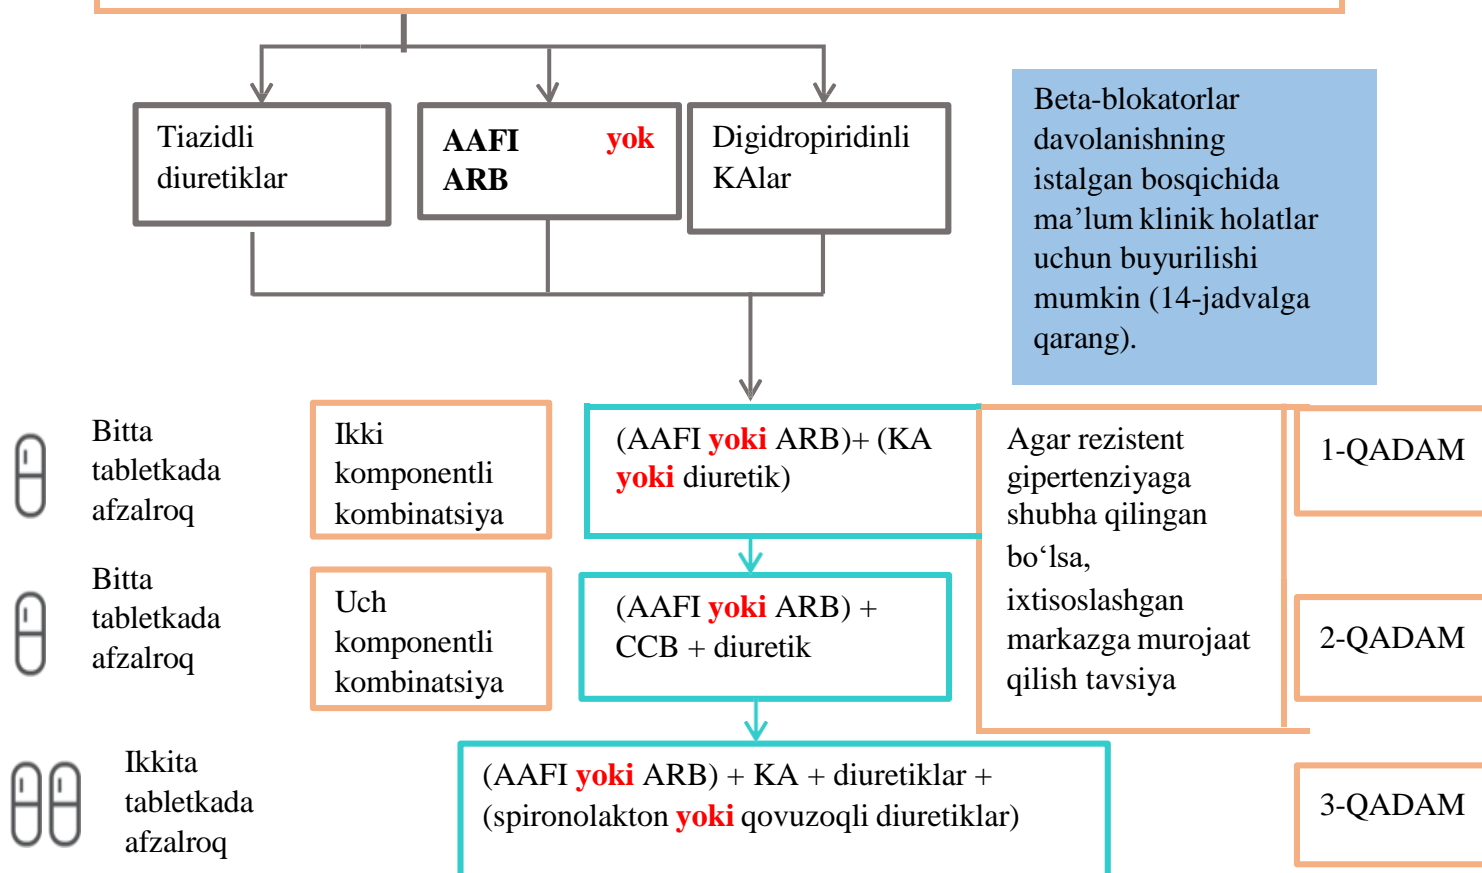 Tiazidli
diuretiklar
AAFI yok
ARB
Digidropiridinli
KAlar
Beta-blokatorlar
davolanishning
istalgan bosqichida
ma’lum klinik holatlar
uchun buyurilishi
mumkin (14-jadvalga
qarang).
Bitta
tabletkada
afzalroq
Ikki
komponentli
kombinatsiya
(AAFI yoki ARB)+ (KA
yoki diuretik)
Agar rezistent
gipertenziyaga
shubha qilingan
bo‘lsa,
ixtisoslashgan
markazga murojaat
qilish tavsiya
1-QADAM
Bitta
tabletkada
afzalroq
Uch
komponentli
kombinatsiya
(AAFI yoki ARB) +
CCB + diuretik
2-QADAM
Ikkita
tabletkada
afzalroq
(AAFI yoki ARB) + KA + diuretiklar +
(spironolakton yoki qovuzoqli diuretiklar)
3-QADAM